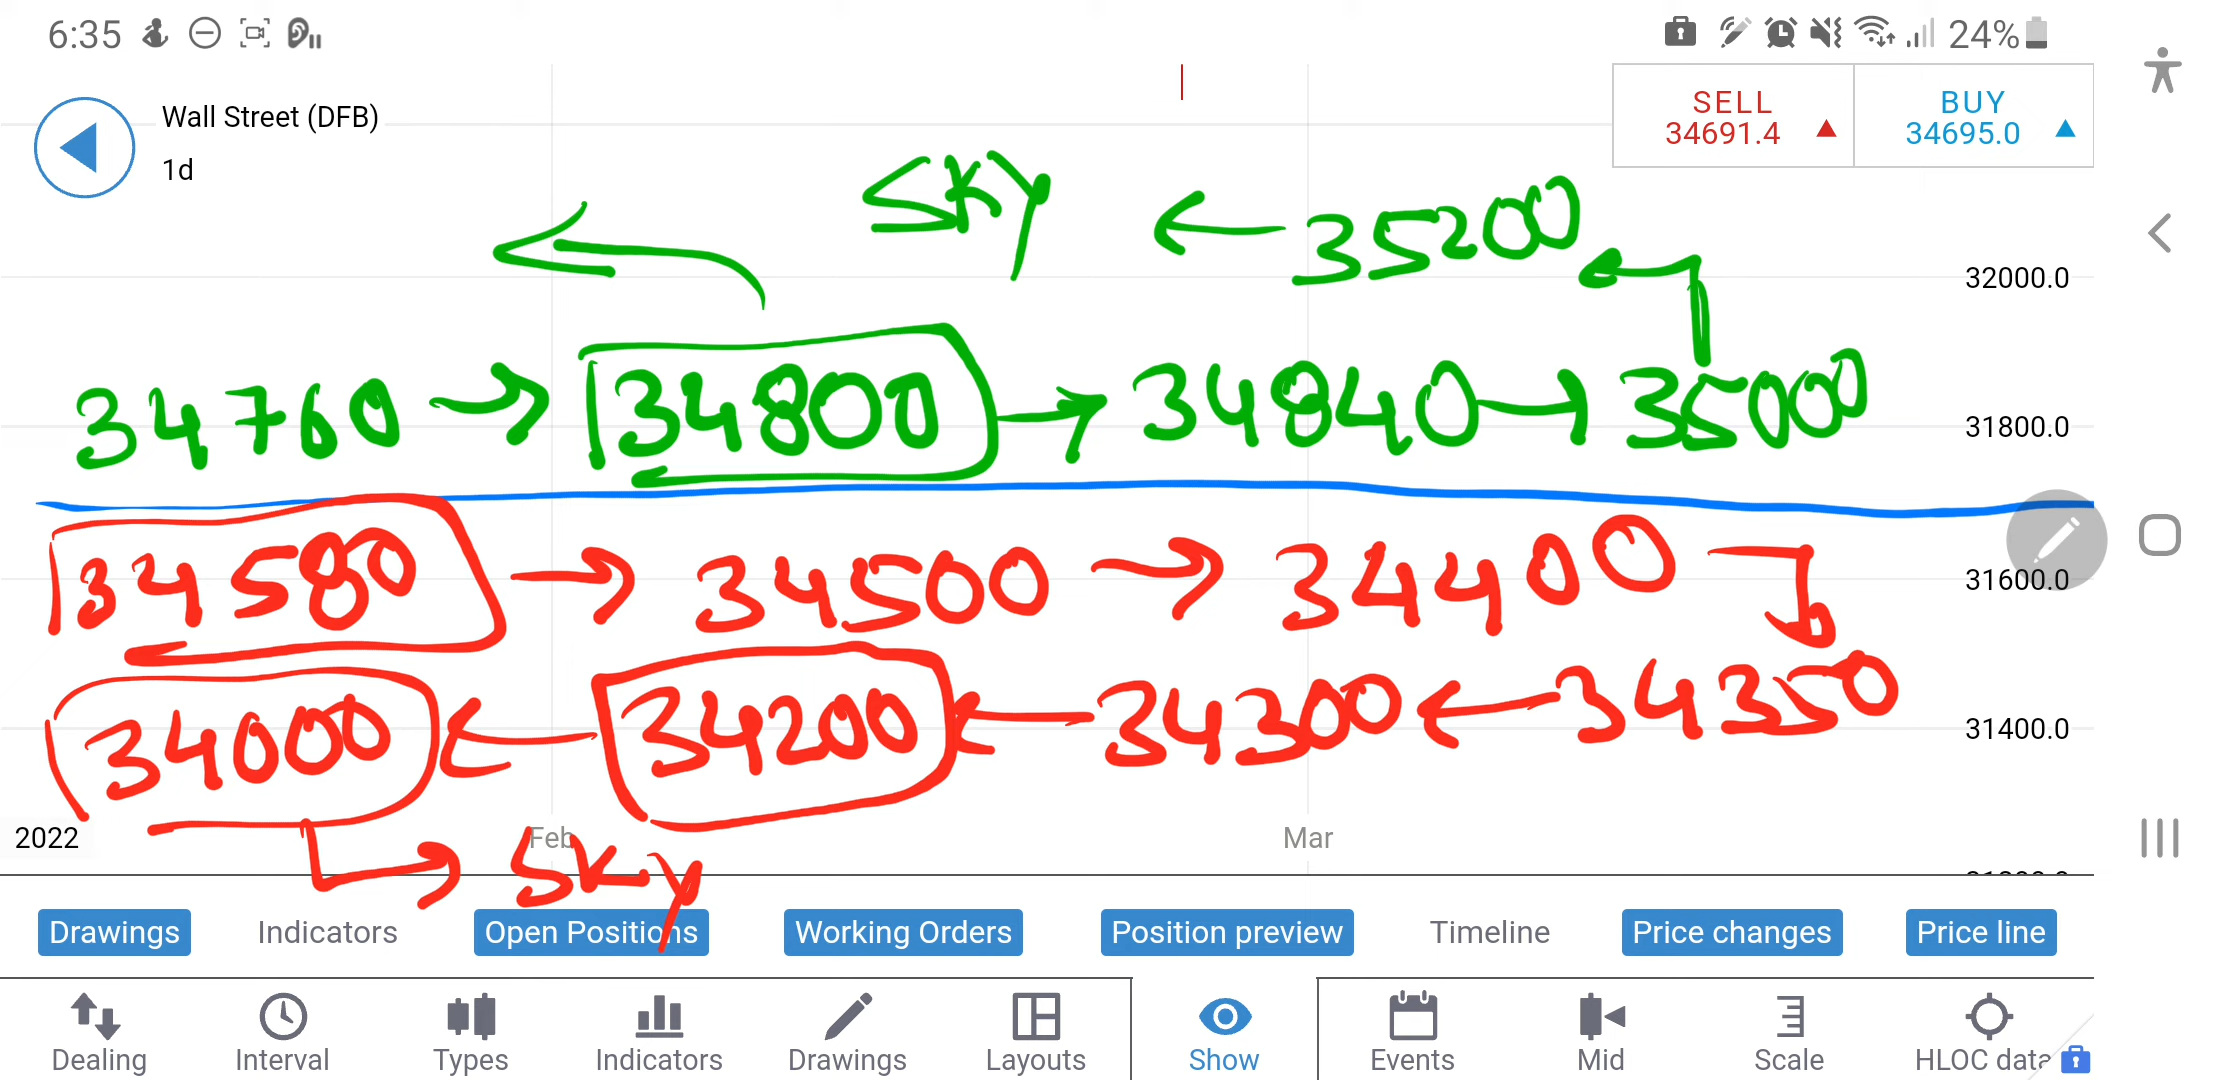 6:35 24%
Wall Street (DFB)
1d
SELL
34691.4
BUY
34695.0
SKY ← 35200
32000.0
34760 → 34800 → 34840 → 35000
31800.0
34580 → 34500 → 34400
31600.0
34000 ← 34200 ← 34300 ← 34350
31400.0
2022 Feb Mar
SKY
Drawings Indicators Open Positions Working Orders Position preview Timeline Price changes Price line
Dealing Interval Types Indicators Drawings Layouts Show Events Mid Scale HLOC data